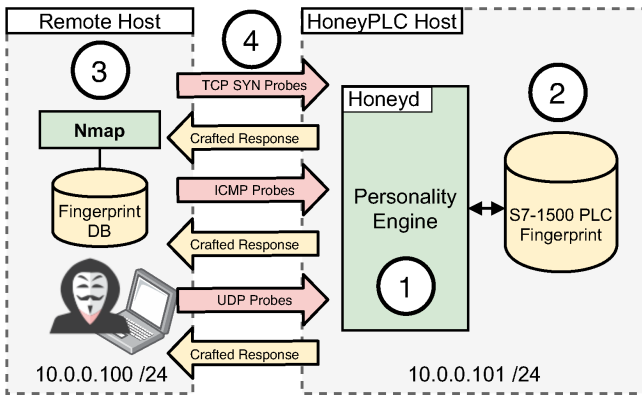 Remote Host
HoneyPLC Host
4
3
TCP SYN Probes
2
Honeyd
Nmap
Crafted Response
ICMP Probes
Personality
Engine
S7-1500 PLC
Fingerprint
Fingerprint
DB
Crafted Response
1
UDP Probes
Crafted Response
10.0.0.100 /24
10.0.0.101 /24